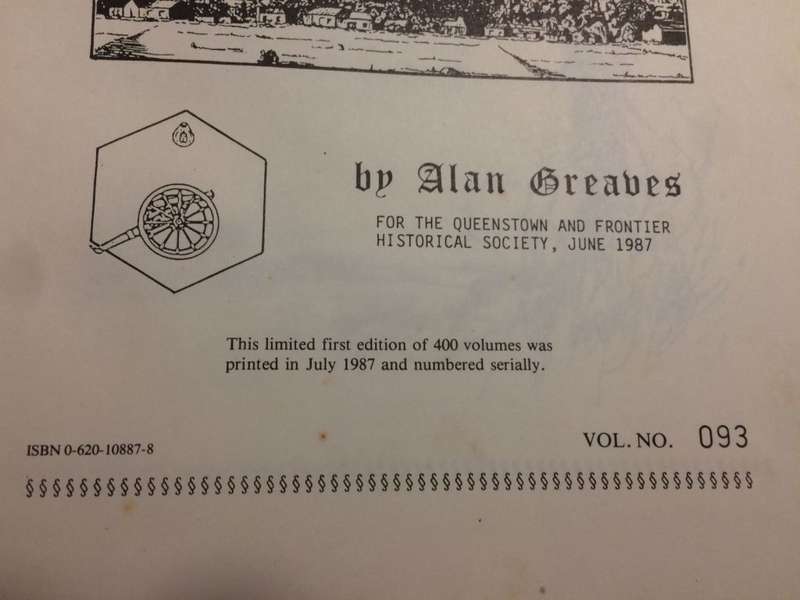 by Alan Greaves
FOR THE QUEENSTOWN AND FRONTIER
HISTORICAL SOCIETY, JUNE 1987
This limited first edition of 400 volumes was
printed in July 1987 and numbered serially.
ISBN 0-620-10887-8
VOL. NO. 093
§§§§§§§§§§§§§§§§§§§§§§§§§§§§§§§§§§§§§§§§§§§§§§§§§§§§§§